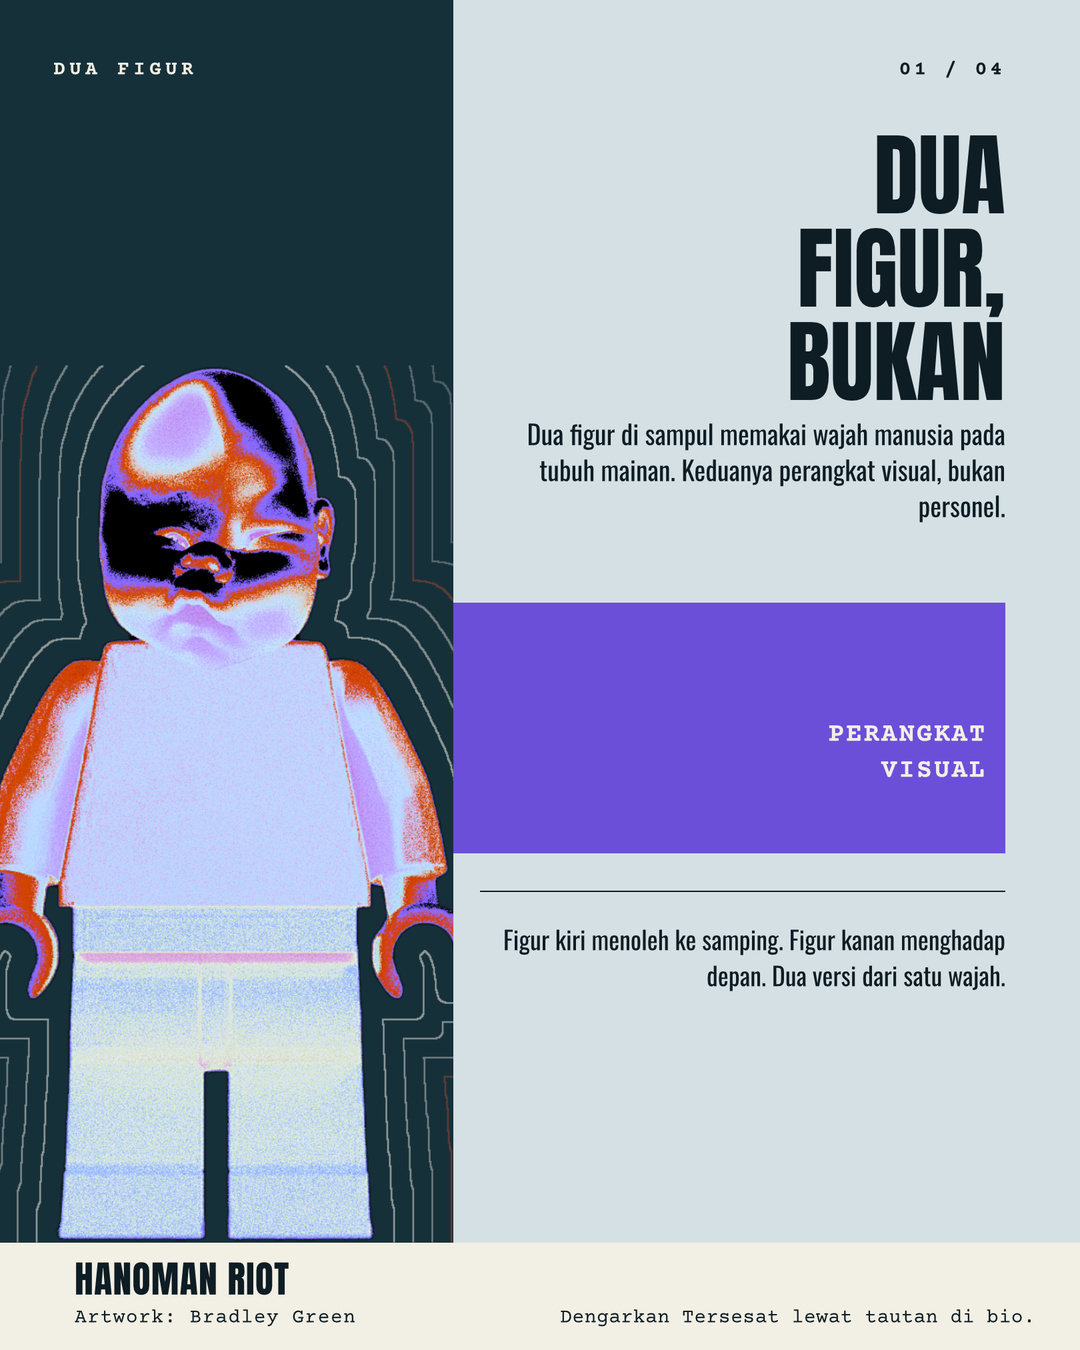 DUA FIGUR
01 / 04
DUA
FIGUR,
BUKAN
Dua figur di sampul memakai wajah manusia pada
tubuh mainan. Keduanya perangkat visual, bukan
personel.
PERANGKAT
VISUAL
Figur kiri menoleh ke samping. Figur kanan menghadap
depan. Dua versi dari satu wajah.
HANOMAN RIOT
Artwork: Bradley Green
Dengarkan Tersesat lewat tautan di bio.